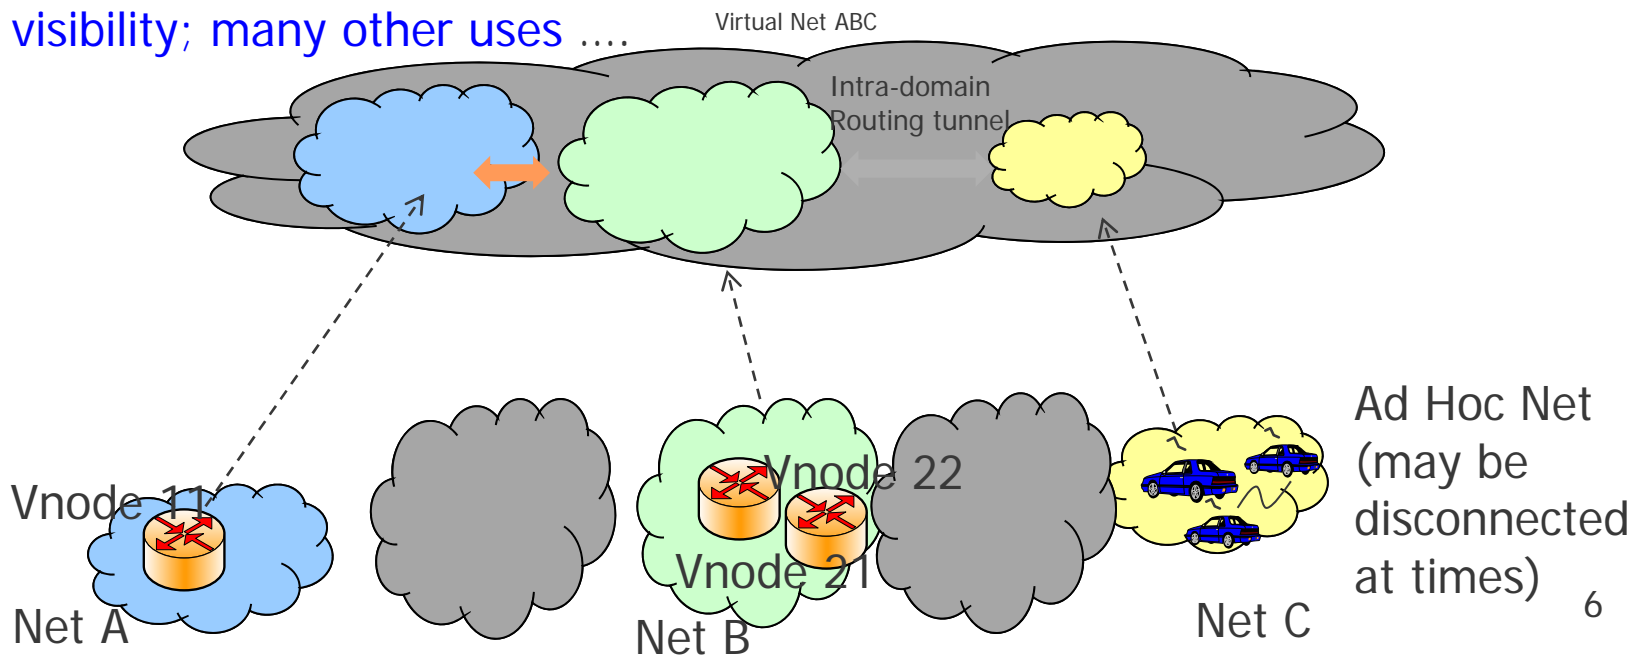 visibility; many other uses ....
Virtual Net ABC
Intra-domain
Routing tunnel
Ad Hoc Net
(may be
disconnected
at times)
Vnode 22
Vnode 11
Vnode 21
Net A
Net B
Net C
6